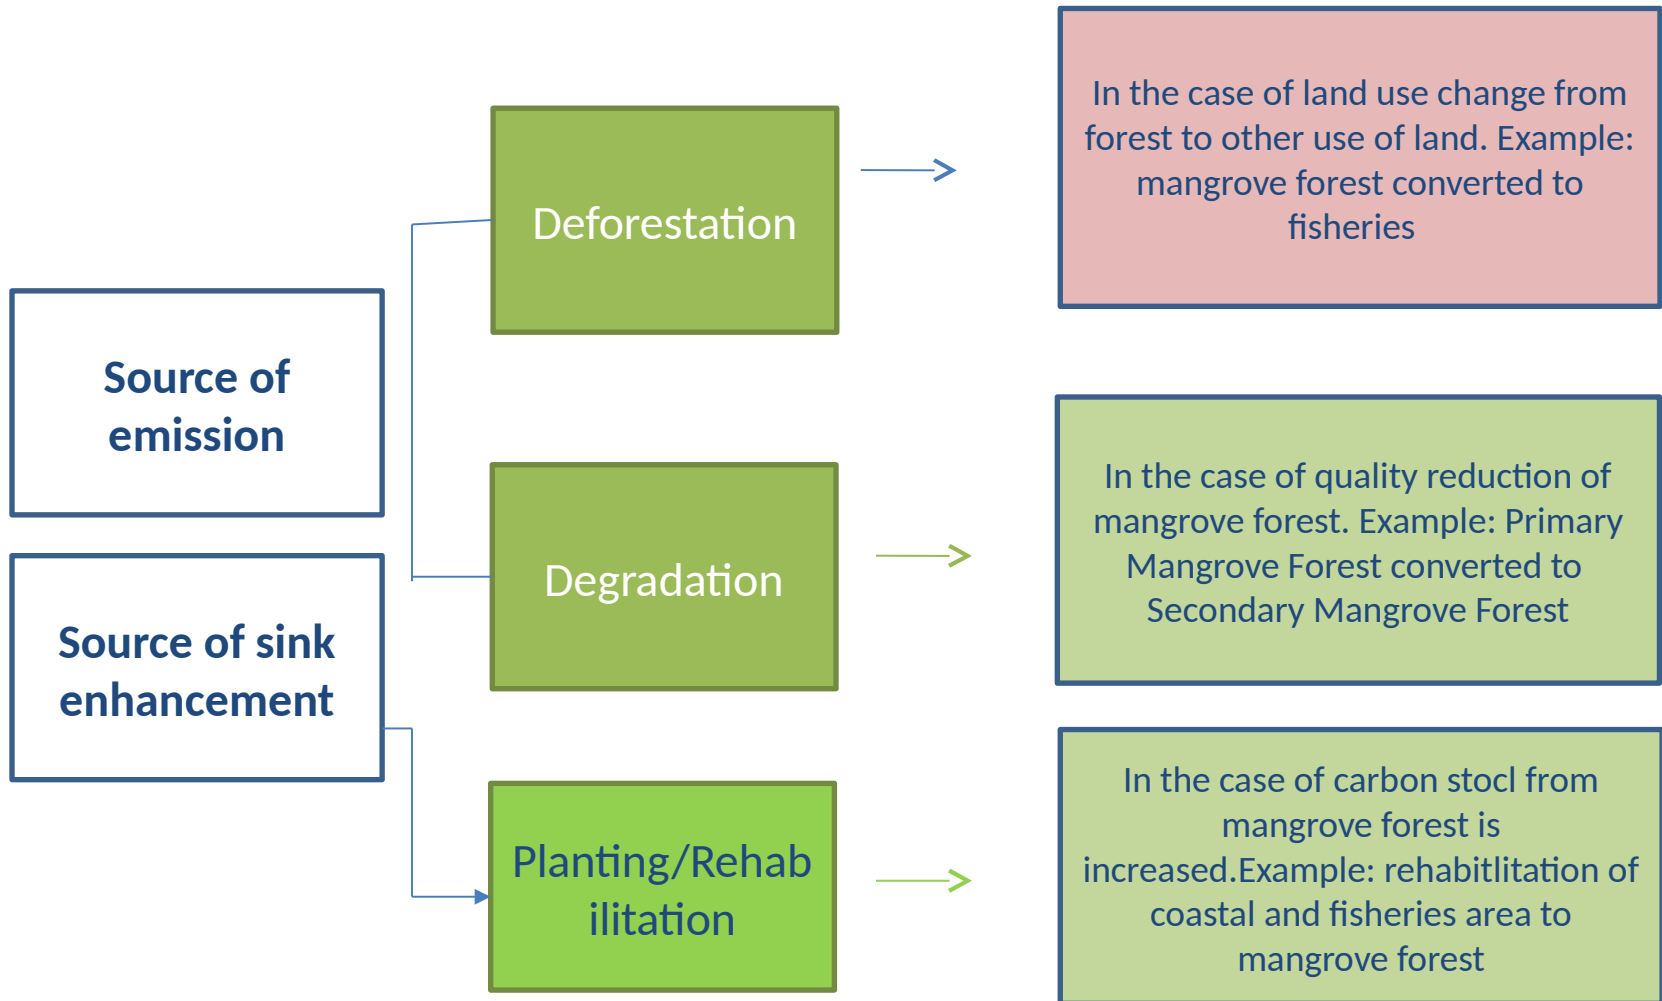 Source of
emission
Source of sink
enhancement
Deforestation
Degradation
Planting/Rehab
ilitation
In the case of land use change from
forest to other use of land. Example:
mangrove forest converted to
fisheries
In the case of quality reduction of
mangrove forest. Example: Primary
Mangrove Forest converted to
Secondary Mangrove Forest
In the case of carbon stocl from
mangrove forest is
increased.Example: rehabitlitation of
coastal and fisheries area to
mangrove forest